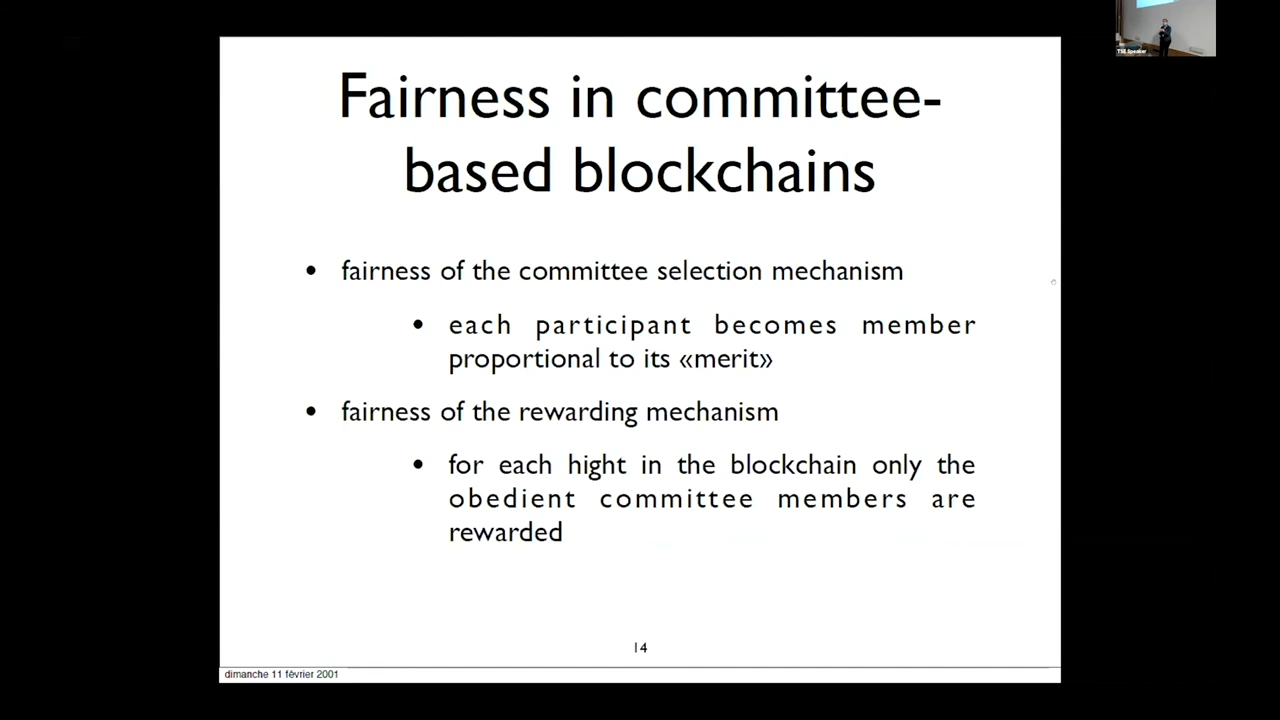 TSE Speaker
Fairness in committee-
based blockchains
• fairness of the committee selection mechanism
• each participant becomes member
proportional to its «merit»
• fairness of the rewarding mechanism
• for each hight in the blockchain only the
obedient committee members are
rewarded
14
dimanche 11 février 2001